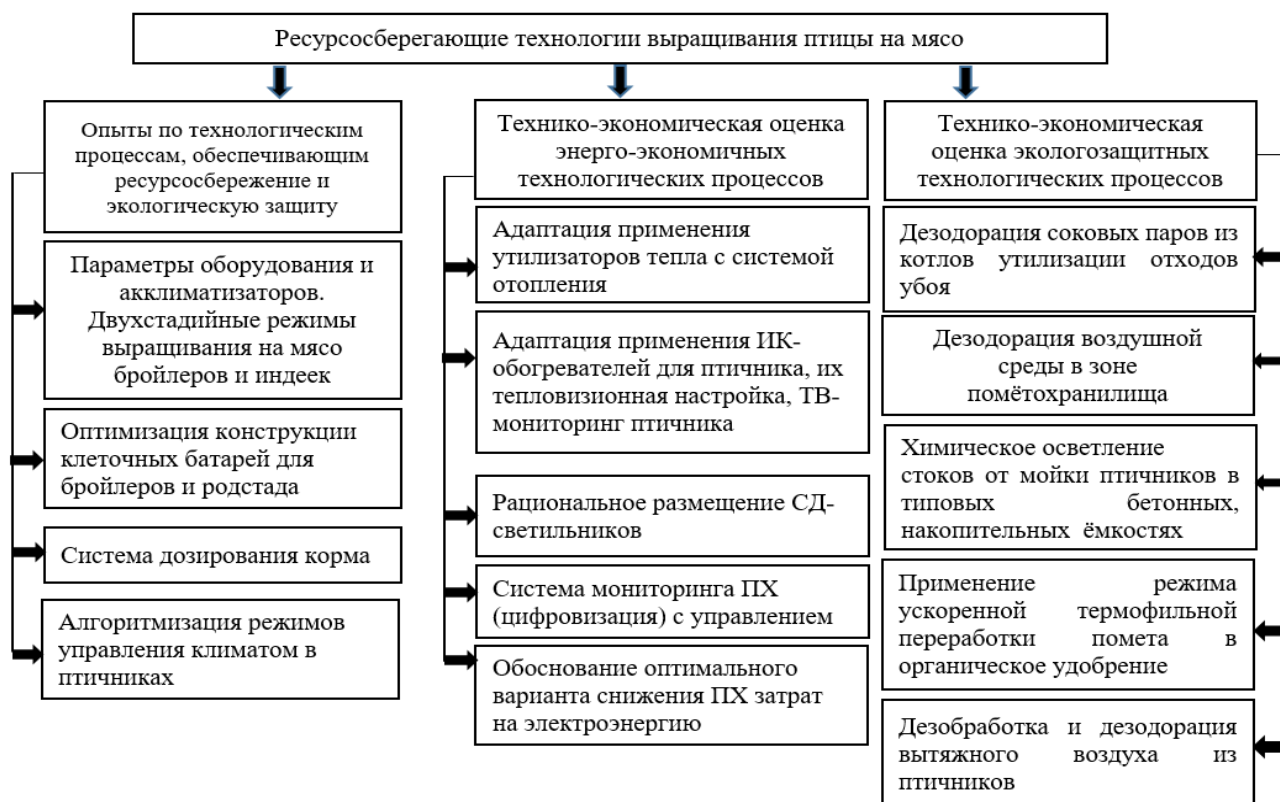 Ресурсосберегающие технологии выращивания птицы на мясо
Опыты по технологическим
процессам, обеспечивающим
ресурсосбережение и
экологическую защиту
Параметры оборудования и
акклиматизаторов.
Двухстадийные режимы
выращивания на мясо
бройлеров и индеек
Оптимизация конструкции
клеточных батарей для
бройлеров и родстада
Система дозирования корма
Алгоритмизация режимов
управления климатом в
птичниках
Технико-экономическая оценка
энерго-экономичных
технологических процессов
Адаптация применения
утилизаторов тепла с системой
отопления
Адаптация применения ИК-
обогревателей для птичника, их
тепловизионная настройка, ТВ-
мониторинг птичника
Рациональное размещение СД-
светильников
Система мониторинга ПХ
(цифровизация) с управлением
Обоснование оптимального
варианта снижения ПХ затрат
на электроэнергию
Технико-экономическая
оценка экологозащитных
технологических процессов
Дезодорация соковых паров из
котлов утилизации отходов
убоя
Дезодорация воздушной
среды в зоне
помётохранилища
Химическое осветление
стоков от мойки птичников в
типовых бетонных,
накопительных ёмкостях
Применение режима
ускоренной термофильной
переработки помета в
органическое удобрение
Дезобработка и дезодорация
вытяжного воздуха из
птичников